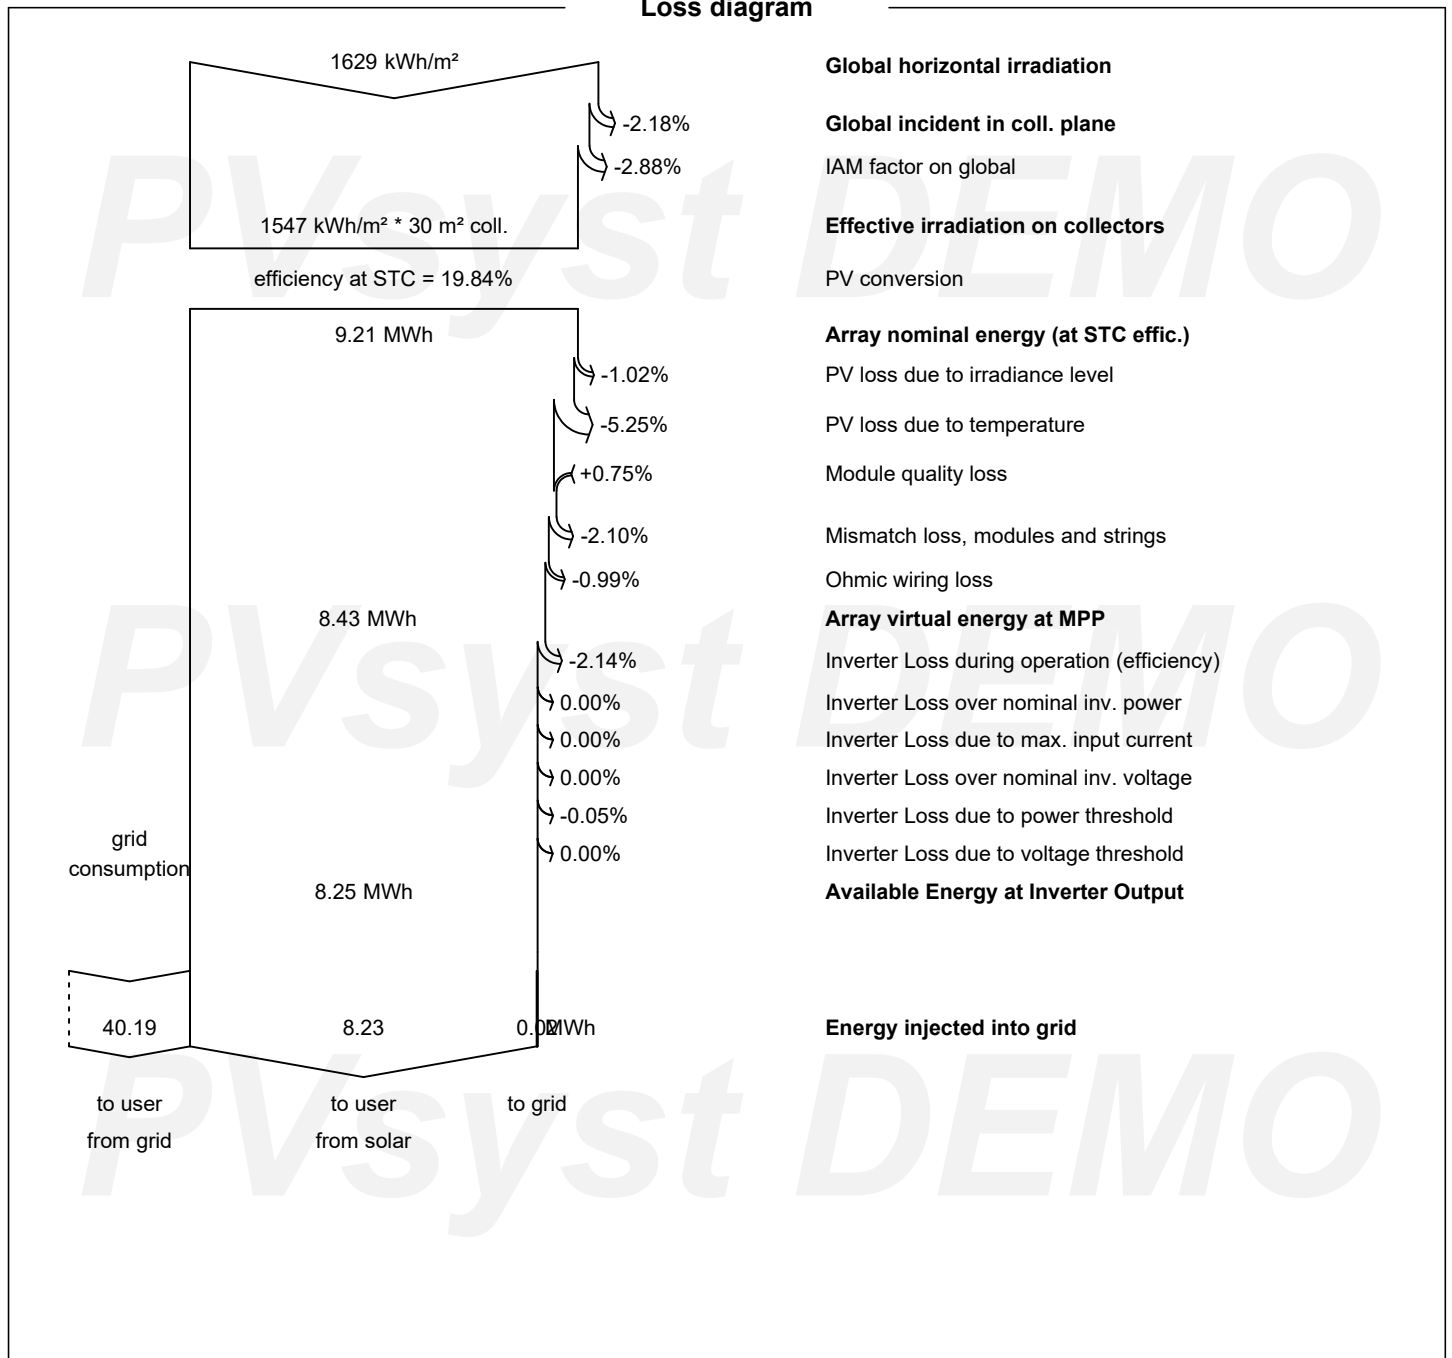 Loss diagram
1629 kWh/m²
Global horizontal irradiation
-2.18%
Global incident in coll. plane
-2.88%
IAM factor on global
1547 kWh/m² * 30 m² coll.
Effective irradiation on collectors
efficiency at STC = 19.84%
PV conversion
PVsyst DEMO
9.21 MWh
Array nominal energy (at STC effic.)
-1.02%
PV loss due to irradiance level
-5.25%
PV loss due to temperature
+0.75%
Module quality loss
-2.10%
Mismatch loss, modules and strings
-0.99%
Ohmic wiring loss
8.43 MWh
Array virtual energy at MPP
-2.14%
Inverter Loss during operation (efficiency)
0.00%
Inverter Loss over nominal inv. power
PVsyst DEMO
0.00%
Inverter Loss due to max. input current
0.00%
Inverter Loss over nominal inv. voltage
-0.05%
Inverter Loss due to power threshold
0.00%
Inverter Loss due to voltage threshold
grid
consumption
8.25 MWh
Available Energy at Inverter Output
40.19
8.23
0.02
MWh
Energy injected into grid
to user
from grid
to user
from solar
to grid
PVsyst DEMO